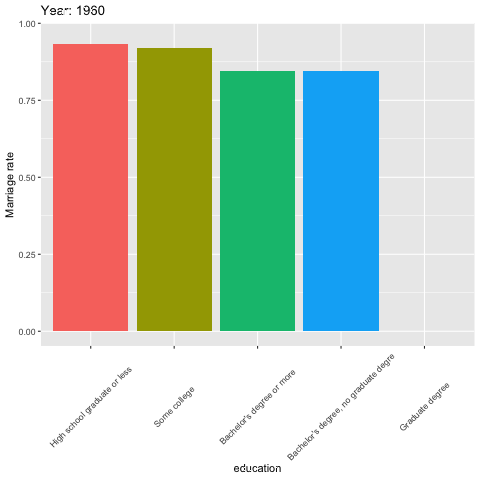 Year: 1960
1.00
0.75
0.50
0.25
0.00
Marriage rate
High school graduate or less
Some college
Bachelor's degree or more
Bachelor's degree, no graduate degre
Graduate degree
education